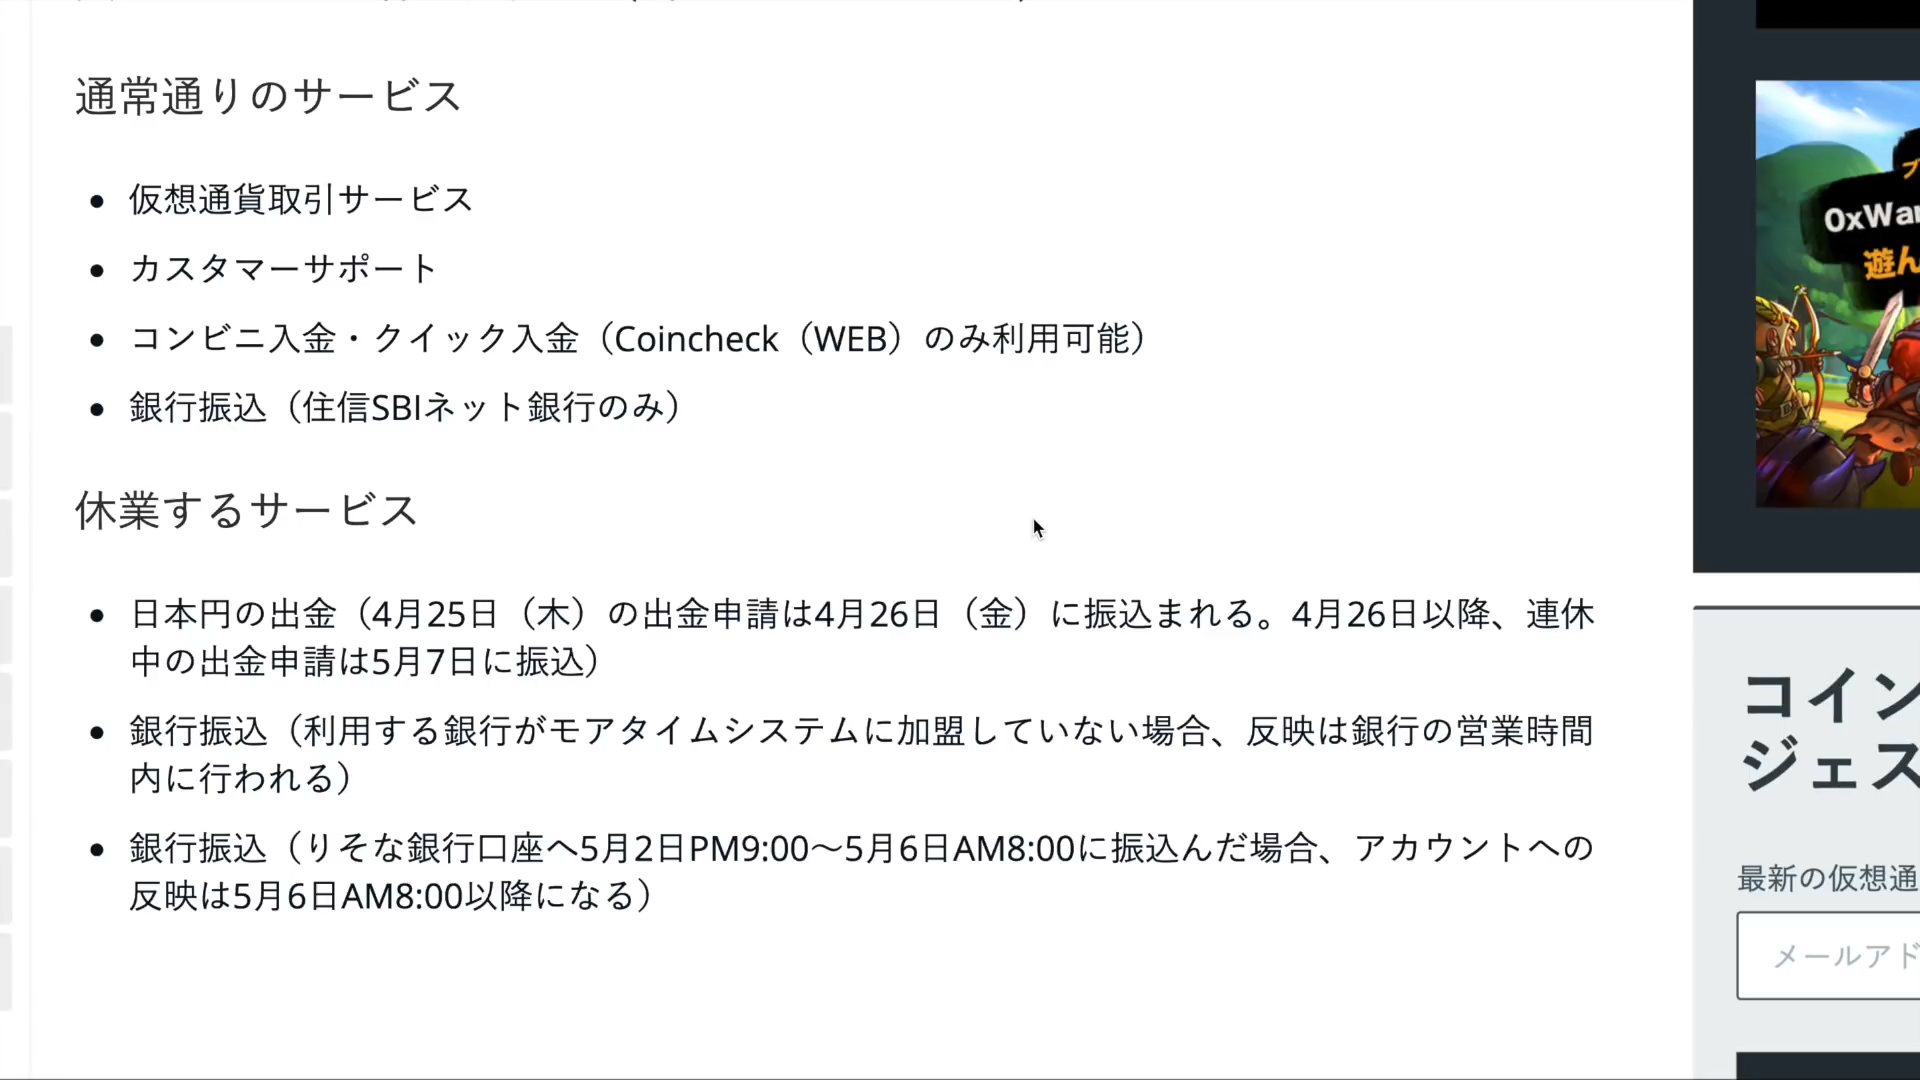 通常通りのサービス
仮想通貨取引サービス
カスタマーサポート
コンビニ入金・クイック入金（Coincheck（WEB）のみ利用可能）
銀行振込（住信SBIネット銀行のみ）
休業するサービス
日本円の出金（4月25日（木）の出金申請は4月26日（金）に振込まれる。4月26日以降、連休
中の出金申請は5月7日に振込）
銀行振込（利用する銀行がモアタイムシステムに加盟していない場合、反映は銀行の営業時間
内に行われる）
銀行振込（りそな銀行口座へ5月2日PM9:00〜5月6日AM8:00に振込んだ場合、アカウントへの
反映は5月6日AM8:00以降になる）
ブ
0xWar
遊ん
コイン
ジェス
最新の仮想通
メールアド